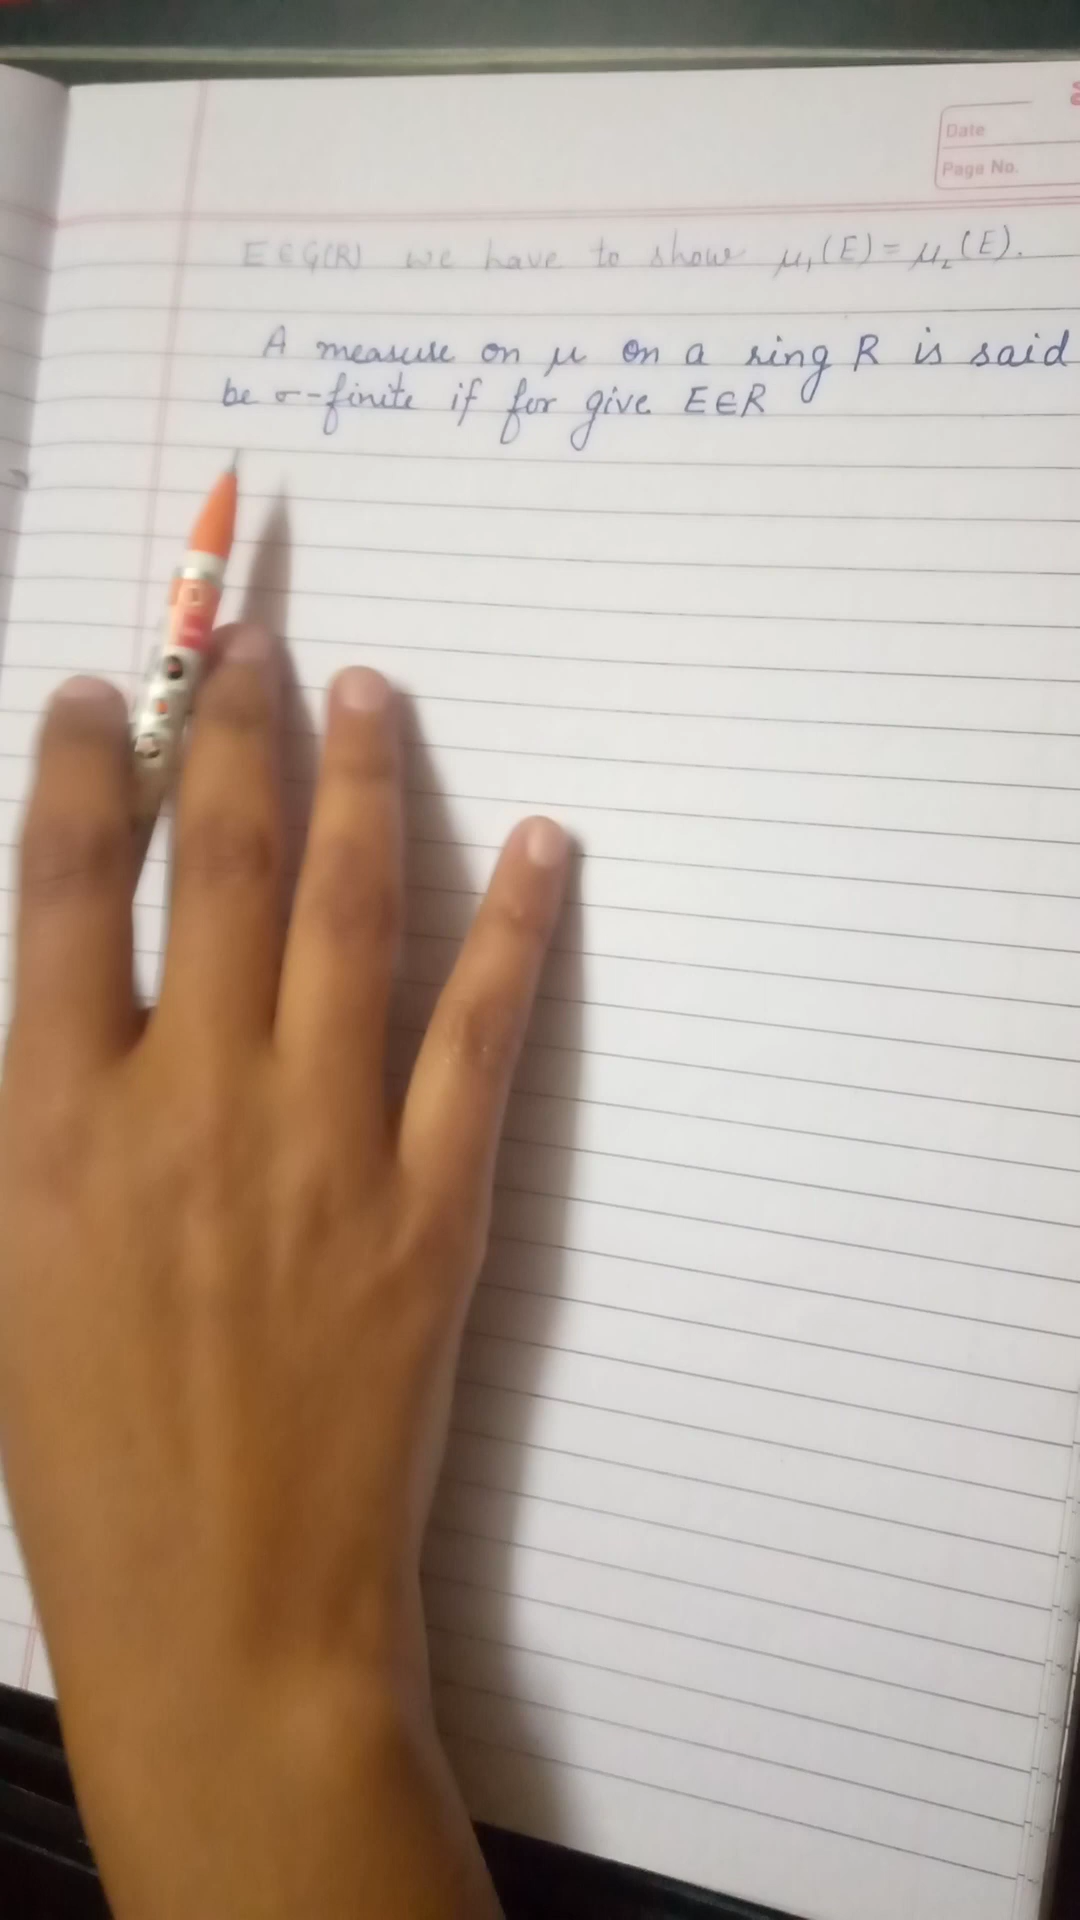 Date
Page No.
E ∈ G(R) we have to show μ₁(E) = μ₂(E).
A measure on μ on a ring R is said
be σ-finite if for give E∈R